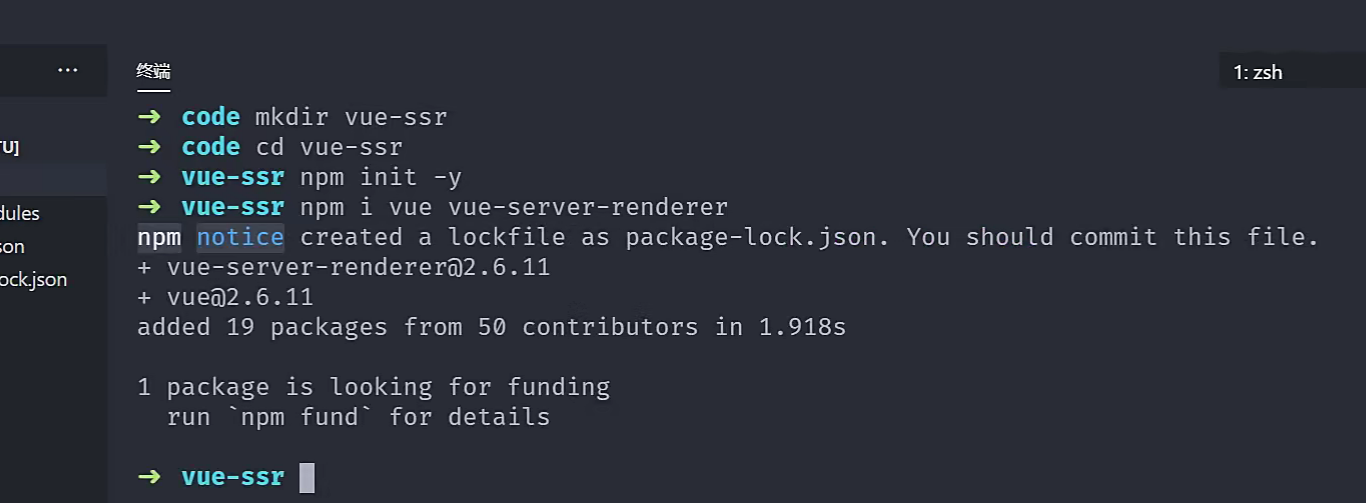 ...
终端
1: zsh
→ code mkdir vue-ssr
→ code cd vue-ssr
TU]
→ vue-ssr npm init -y
→ vue-ssr npm i vue vue-server-renderer
dules
npm notice created a lockfile as package-lock.json. You should commit this file.
son
+ vue-server-renderer@2.6.11
ock.json
+ vue@2.6.11
added 19 packages from 50 contributors in 1.918s
1 package is looking for funding
run `npm fund` for details
→ vue-ssr